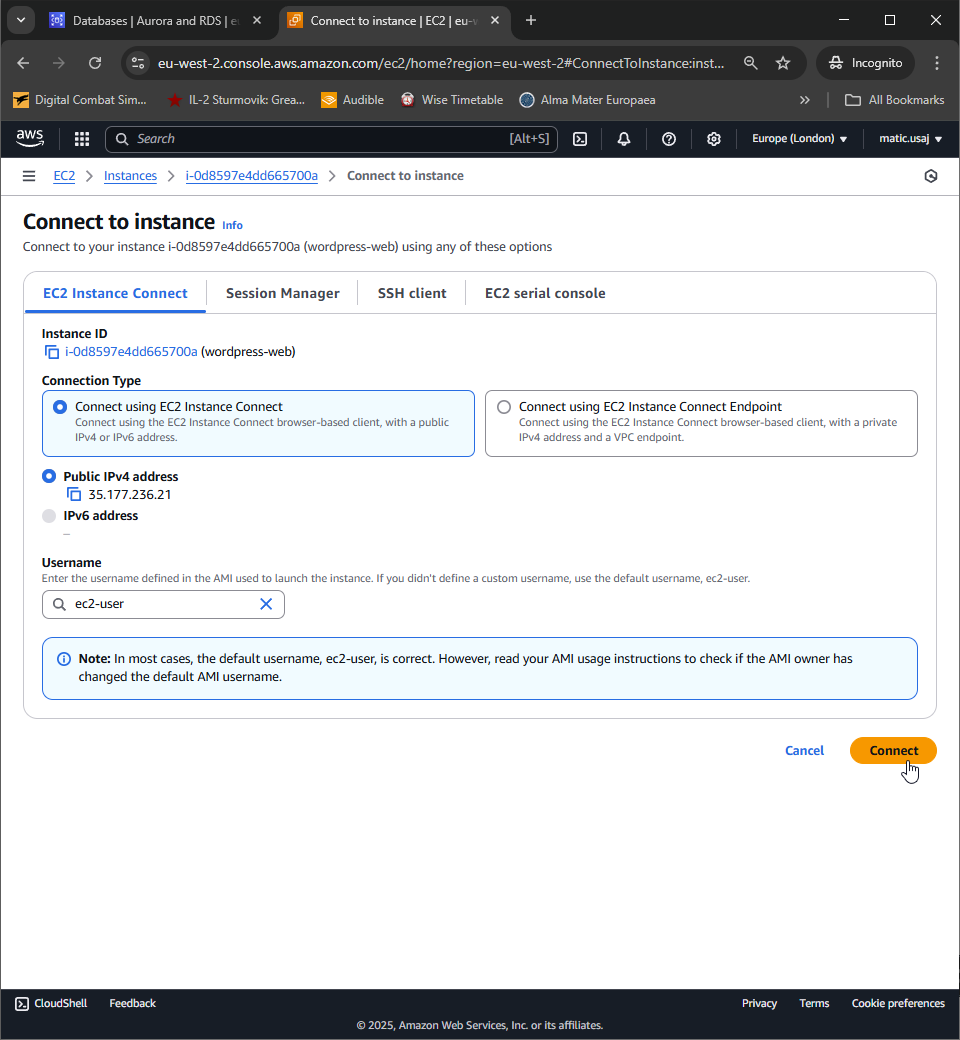 Databases | Aurora and RDS | eu
Connect to instance | EC2 | eu-w
eu-west-2.console.aws.amazon.com/ec2/home?region=eu-west-2#ConnectToInstance:inst...
Incognito
Digital Combat Sim...
IL-2 Sturmovik: Grea...
Audible
Wise Timetable
Alma Mater Europaea
All Bookmarks
aws
Search
[Alt+S]
Europe (London)
matic.usaj
EC2
Instances
i-0d8597e4dd665700a
Connect to instance
Connect to instance Info
Connect to your instance i-0d8597e4dd665700a (wordpress-web) using any of these options
EC2 Instance Connect
Session Manager
SSH client
EC2 serial console
Instance ID
i-0d8597e4dd665700a (wordpress-web)
Connection Type
Connect using EC2 Instance Connect
Connect using the EC2 Instance Connect browser-based client, with a public
IPv4 or IPv6 address.
Connect using EC2 Instance Connect Endpoint
Connect using the EC2 Instance Connect browser-based client, with a private
IPv4 address and a VPC endpoint.
Public IPv4 address
35.177.236.21
IPv6 address
–
Username
Enter the username defined in the AMI used to launch the instance. If you didn't define a custom username, use the default username, ec2-user.
ec2-user
Note: In most cases, the default username, ec2-user, is correct. However, read your AMI usage instructions to check if the AMI owner has
changed the default AMI username.
Cancel
Connect
CloudShell
Feedback
Privacy
Terms
Cookie preferences
© 2025, Amazon Web Services, Inc. or its affiliates.